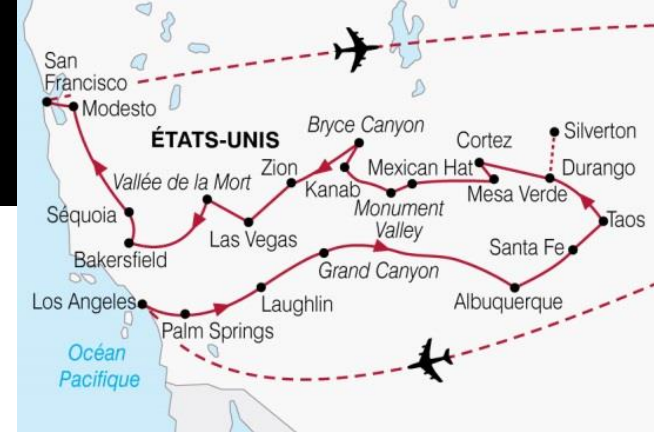 San
Francisco
Modesto
ÉTATS-UNIS
Bryce Canyon
Cortez
Silverton
Vallée de la Mort
Zion
Kanab
Mexican Hat
Durango
Monument
Valley
Mesa Verde
Séquoia
Las Vegas
Taos
Bakersfield
Santa Fe
Grand Canyon
Los Angeles
Laughlin
Albuquerque
Palm Springs
Océan
Pacifique